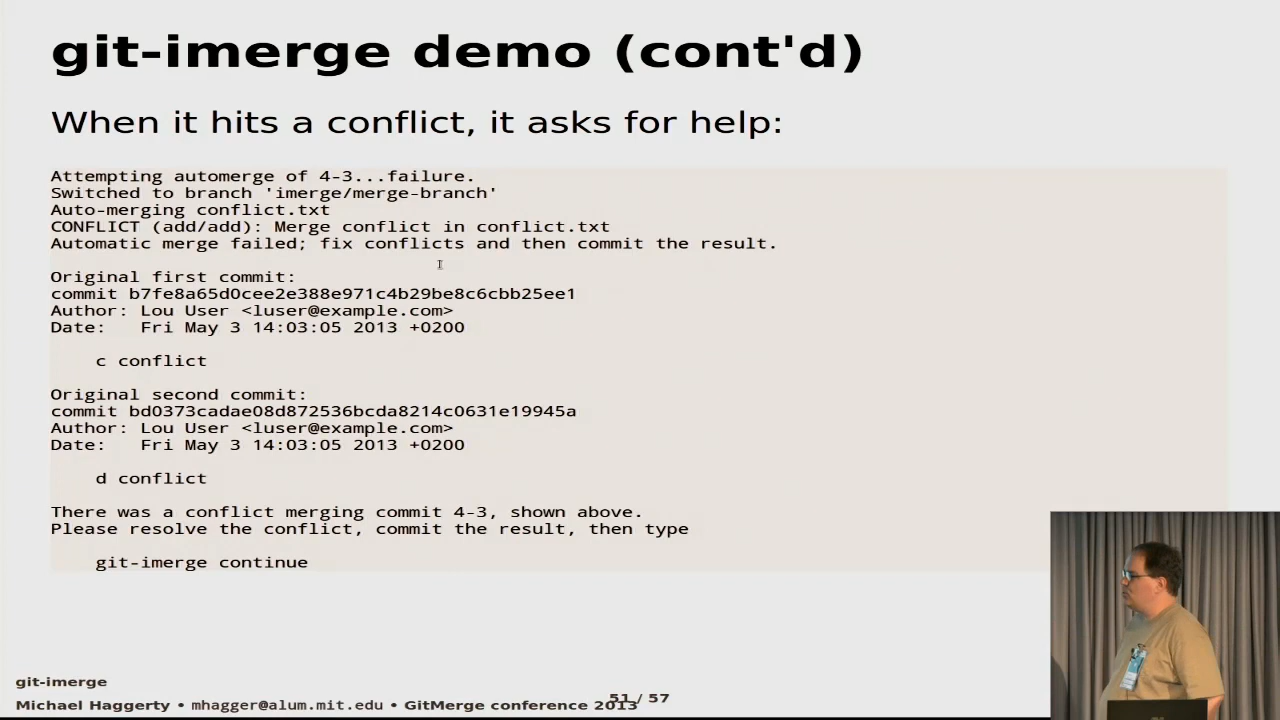 git-imerge demo (cont'd)
When it hits a conflict, it asks for help:
Attempting automerge of 4-3...failure.
Switched to branch 'imerge/merge-branch'
Auto-merging conflict.txt
CONFLICT (add/add): Merge conflict in conflict.txt
Automatic merge failed; fix conflicts and then commit the result.
Original first commit:
commit b7fe8a65d0cee2e388e971c4b29be8c6cbb25ee1
Author: Lou User <luser@example.com>
Date:   Fri May 3 14:03:05 2013 +0200
c conflict
Original second commit:
commit bd0373cadae08d872536bcda8214c0631e19945a
Author: Lou User <luser@example.com>
Date:   Fri May 3 14:03:05 2013 +0200
d conflict
There was a conflict merging commit 4-3, shown above.
Please resolve the conflict, commit the result, then type
git-imerge continue
git-imerge
Michael Haggerty • mhagger@alum.mit.edu • GitMerge conference 2013
51 / 57